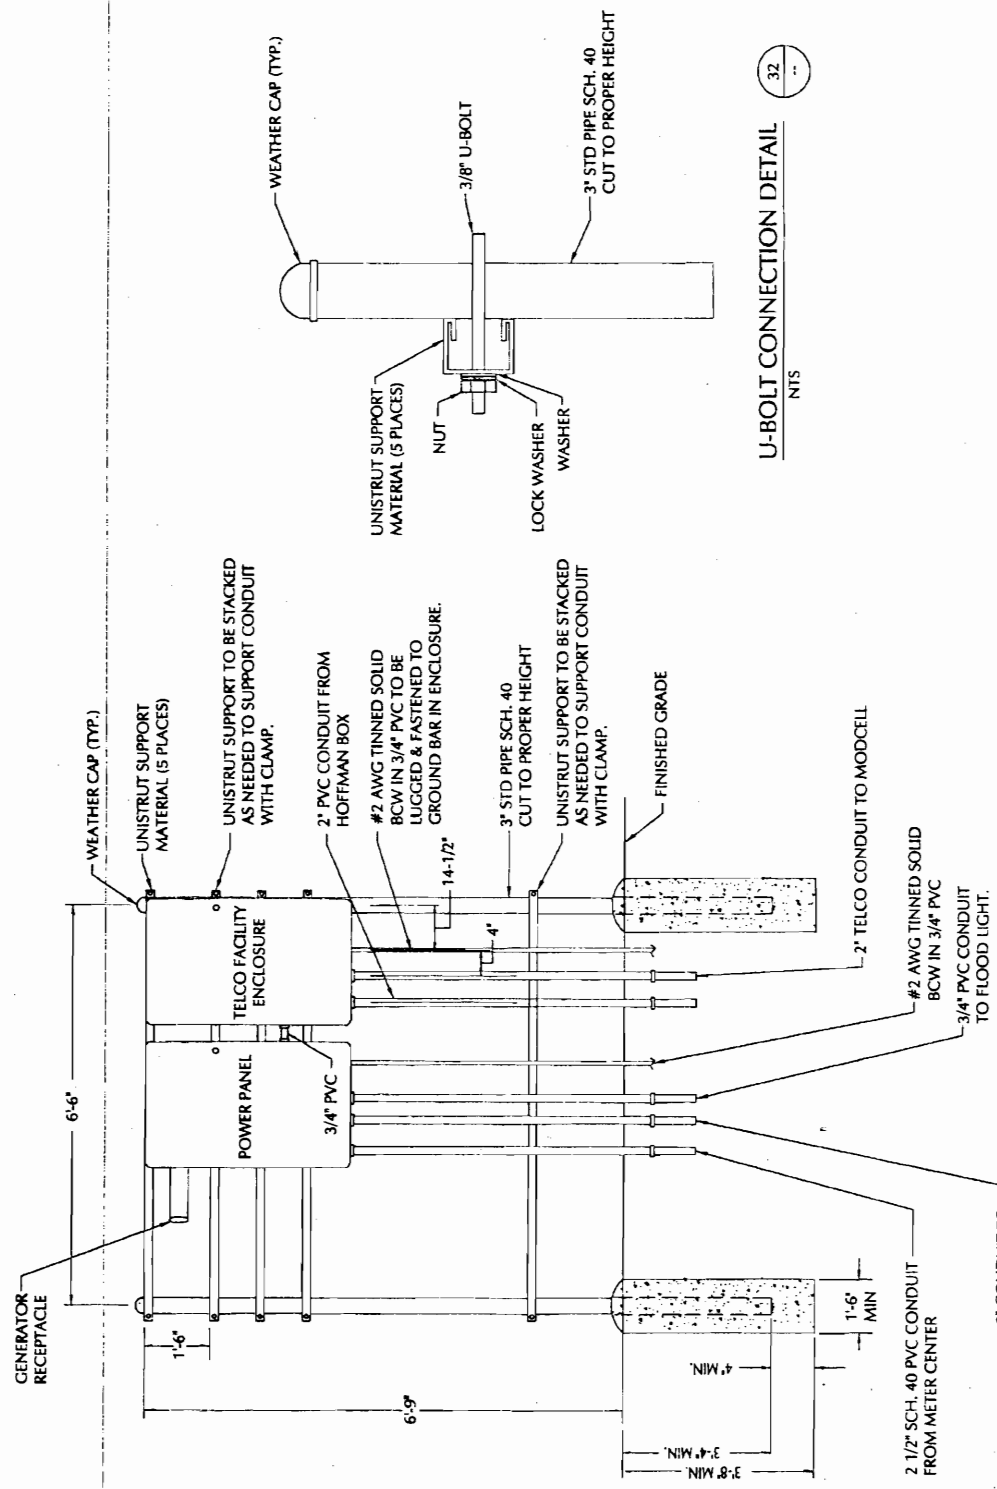 GENERATOR
RECEPTACLE
6'-6"
WEATHER CAP (TYP.)
UNISTRUT SUPPORT
MATERIAL (5 PLACES)
UNISTRUT SUPPORT TO BE STACKED
AS NEEDED TO SUPPORT CONDUIT
WITH CLAMP.
2" PVC CONDUIT FROM
HOFFMAN BOX
#2 AWG TINNED SOLID
BCW IN 3/4" PVC TO BE
LUGGED & FASTENED TO
GROUND BAR IN ENCLOSURE.
14-1/2"
4"
3" STD PIPE SCH. 40
CUT TO PROPER HEIGHT
UNISTRUT SUPPORT TO BE STACKED
AS NEEDED TO SUPPORT CONDUIT
WITH CLAMP.
FINISHED GRADE
POWER PANEL
TELCO FACILITY
ENCLOSURE
3/4" PVC
1'-6"
6'-9"
3'-4" MIN.
3'-8" MIN.
4" MIN.
1'-6"
MIN
2" TELCO CONDUIT TO MODCELL
#2 AWG TINNED SOLID
BCW IN 3/4" PVC
3/4" PVC CONDUIT
TO FLOOD LIGHT.
2 1/2" SCH. 40 PVC CONDUIT
FROM METER CENTER
WEATHER CAP (TYP.)
UNISTRUT SUPPORT
MATERIAL (5 PLACES)
NUT
LOCK WASHER
WASHER
3/8" U-BOLT
3" STD PIPE SCH. 40
CUT TO PROPER HEIGHT
U-BOLT CONNECTION DETAIL
NTS
32
--